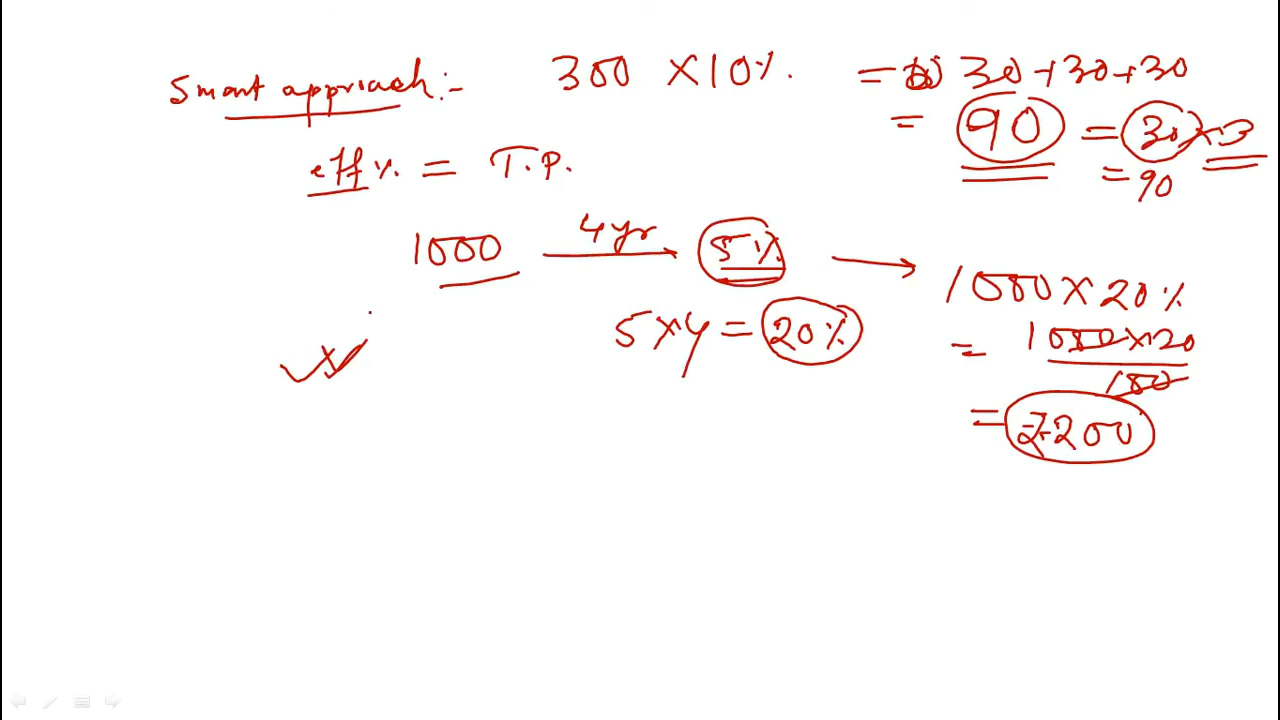 Smart approach:-
300 × 10% = 30 + 30 + 30
= 90 = 30 × 3
= 90
eff% = T.P.
1000 4yr 5% 1000 × 20%
5 × 4 = 20%
= 1000 × 20
100
= 200